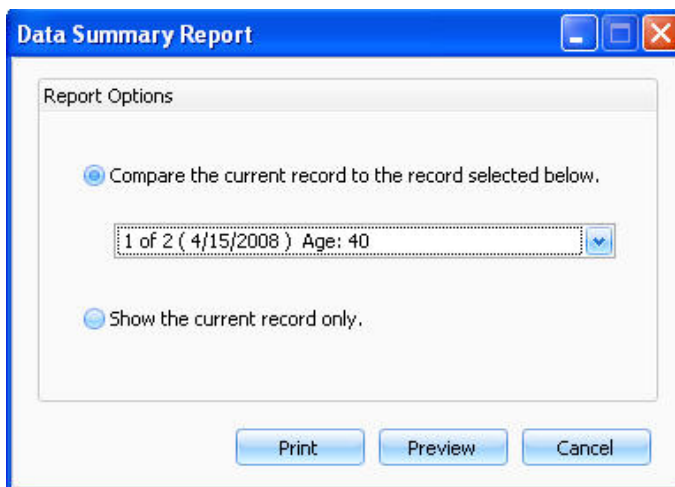 Data Summary Report
Report Options
Compare the current record to the record selected below.
1 of 2 ( 4/15/2008 ) Age: 40
Show the current record only.
Print Preview Cancel